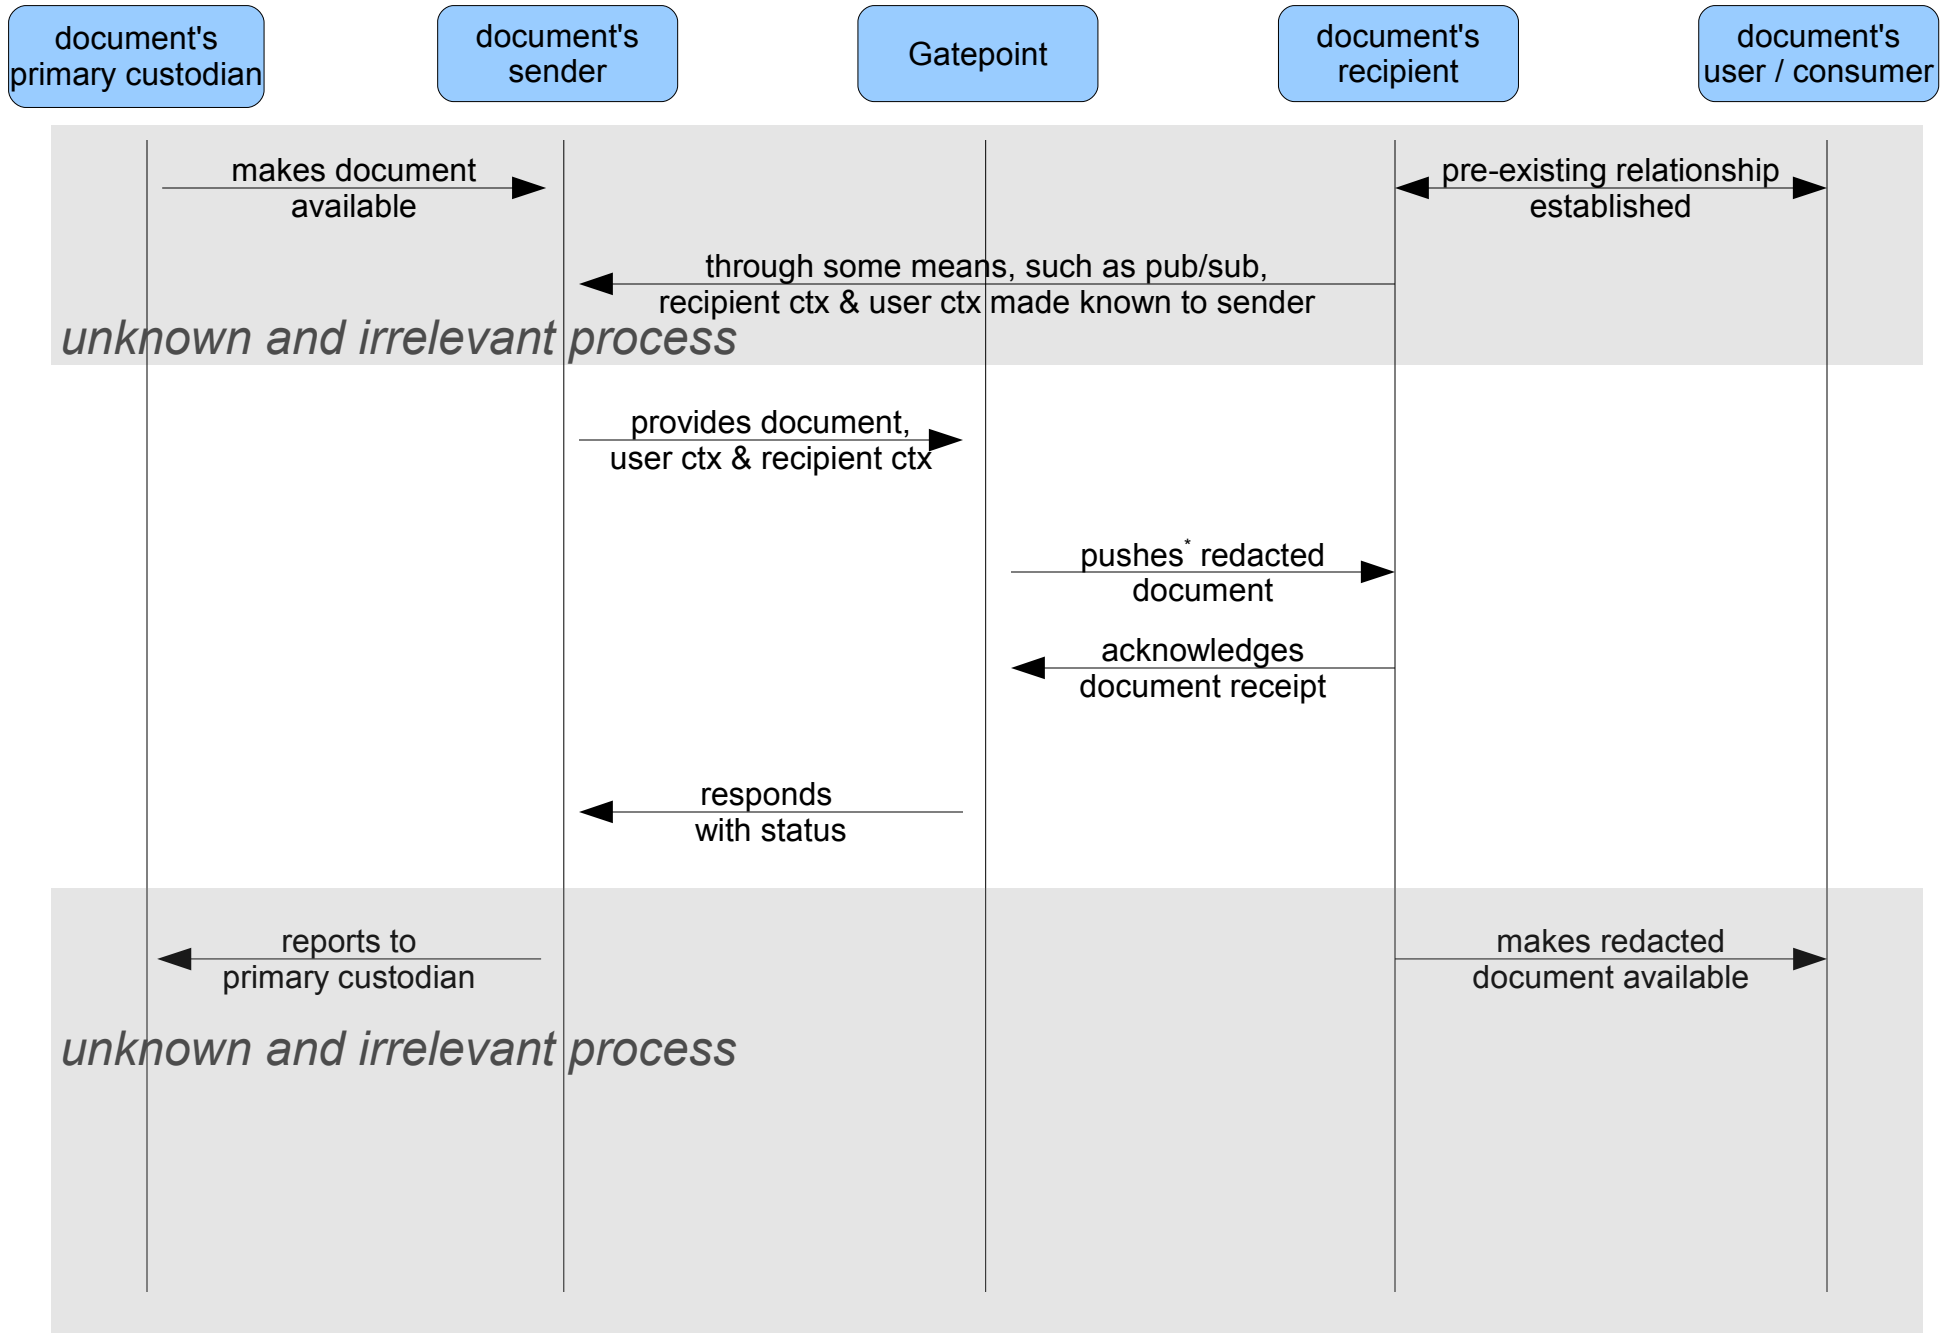 document's
primary custodian
document's
sender
Gatepoint
document's
recipient
document's
user / consumer
makes document
available
pre-existing relationship
established
through some means, such as pub/sub,
recipient ctx & user ctx made known to sender
unknown and irrelevant process
provides document,
user ctx & recipient ctx
pushes* redacted
document
acknowledges
document receipt
responds
with status
reports to
primary custodian
makes redacted
document available
unknown and irrelevant process